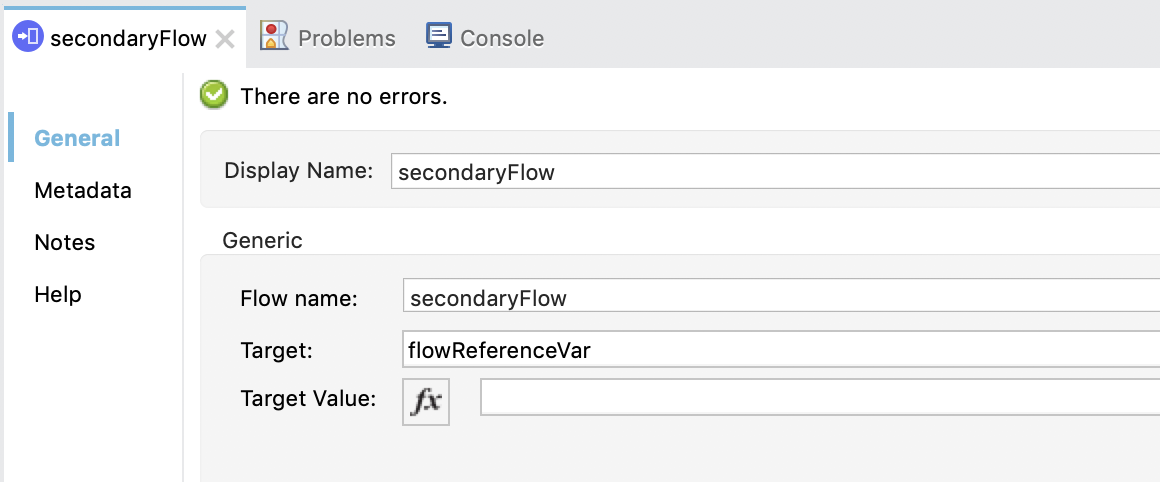 secondaryFlow Problems Console
There are no errors.
General
Metadata
Notes
Help
Display Name: secondaryFlow
Generic
Flow name: secondaryFlow
Target: flowReferenceVar
Target Value: fx